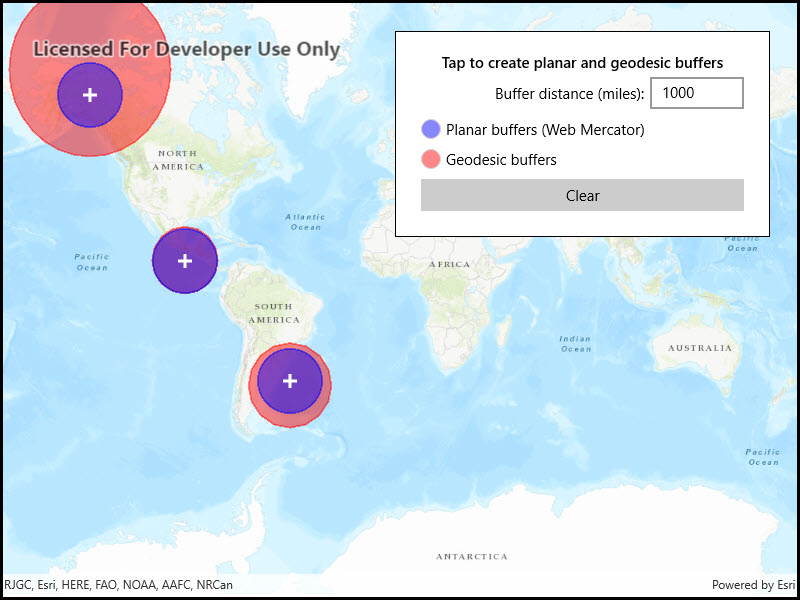 Licensed For Developer Use Only
Tap to create planar and geodesic buffers
Buffer distance (miles): 1000
Planar buffers (Web Mercator)
Geodesic buffers
Clear
NORTH
AMERICA
Atlantic
Ocean
Pacific
Ocean
Pacific
Ocean
AFRICA
SOUTH
AMERICA
Indian
Ocean
AUSTRALIA
Pacific
Ocean
ANTARCTICA
RJGC, Esri, HERE, FAO, NOAA, AAFC, NRCan
Powered by Esri